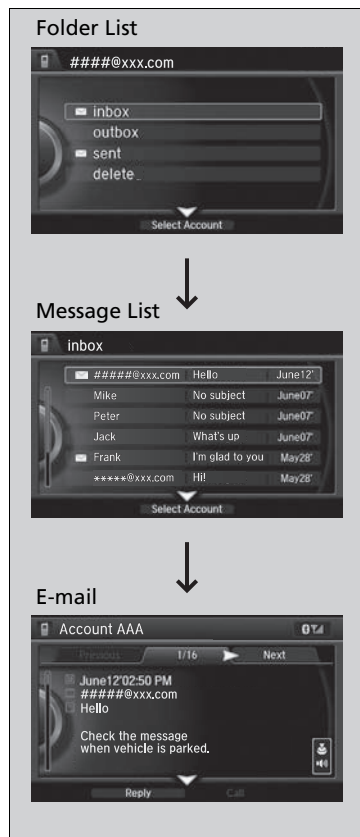 Folder List
####@xxx.com
inbox
outbox
sent
delete
Select Account
Message List
inbox
#####@xxx.com Hello June12'
Mike No subject June07'
Peter No subject June07'
Jack What's up June07'
Frank I'm glad to you May28'
*****@xxx.com Hi! May28'
Select Account
E-mail
Account AAA
Previous 1/16 Next
June12'02:50 PM
#####@xxx.com
Hello
Check the message
when vehicle is parked.
Reply Call